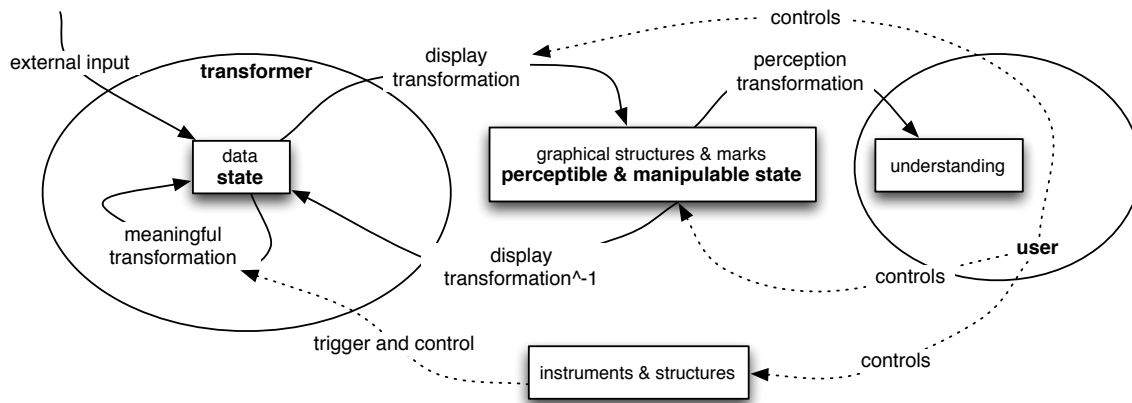 controls
external input
transformer
display
transformation
perception
transformation
data
state
graphical structures & marks
perceptible & manipulable state
understanding
meaningful
transformation
display
transformation^-1
user
controls
trigger and control
instruments & structures
controls